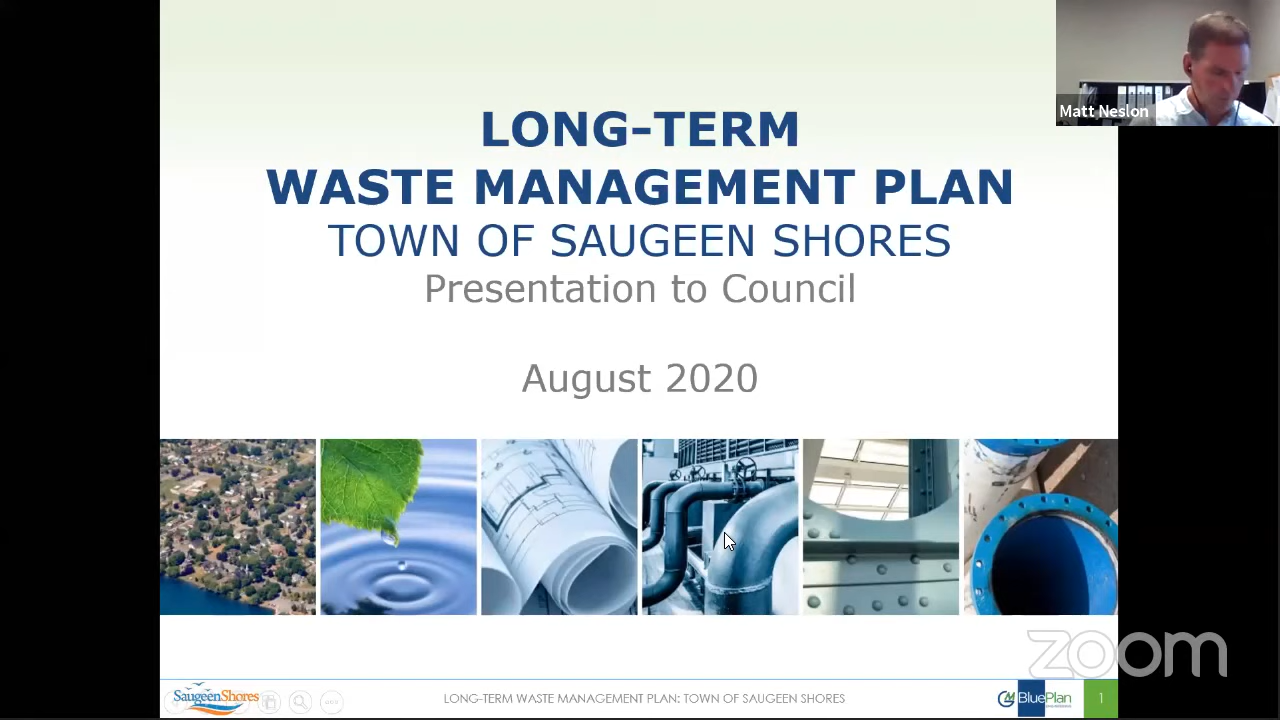 Matt Neslon
LONG-TERM
WASTE MANAGEMENT PLAN
TOWN OF SAUGEEN SHORES
Presentation to Council
August 2020
zoom
SaugeenShores
LONG-TERM WASTE MANAGEMENT PLAN: TOWN OF SAUGEEN SHORES
GM BluePlan
1